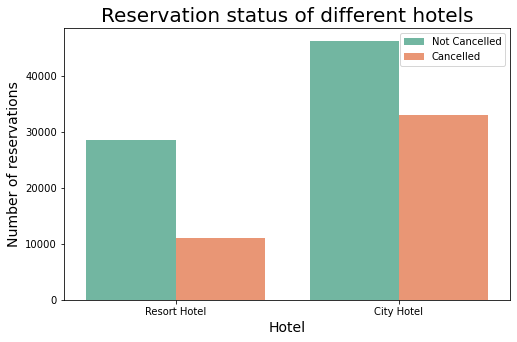 Reservation status of different hotels
Not Cancelled
Cancelled
Number of reservations
40000
30000
20000
10000
0
Resort Hotel
City Hotel
Hotel